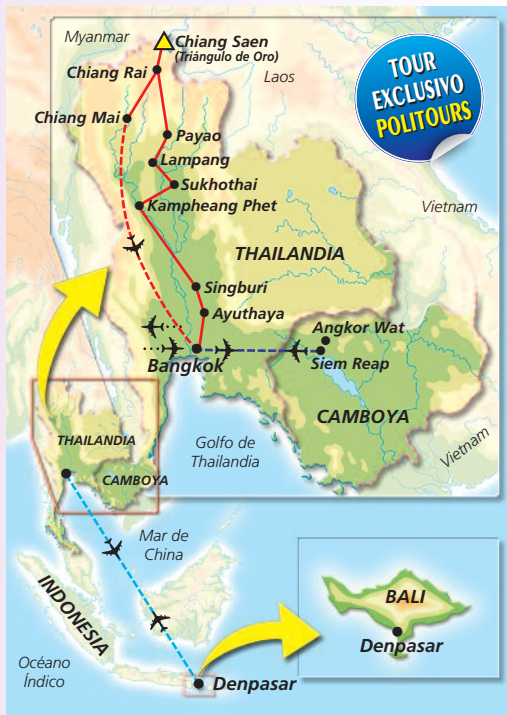 Myanmar
Chiang Saen
(Triángulo de Oro)
Chiang Rai
Laos
TOUR
EXCLUSIVO
POLITOURS
Chiang Mai
Payao
Lampang
Sukhothai
Kampheang Phet
Vietnam
THAILANDIA
Singburi
Ayuthaya
Angkor Wat
Bangkok
Siem Reap
CAMBOYA
Golfo de
Thailandia
Vietnam
THAILANDIA
CAMBOYA
Mar de
China
INDONESIA
BALI
Denpasar
Océano
Índico
Denpasar